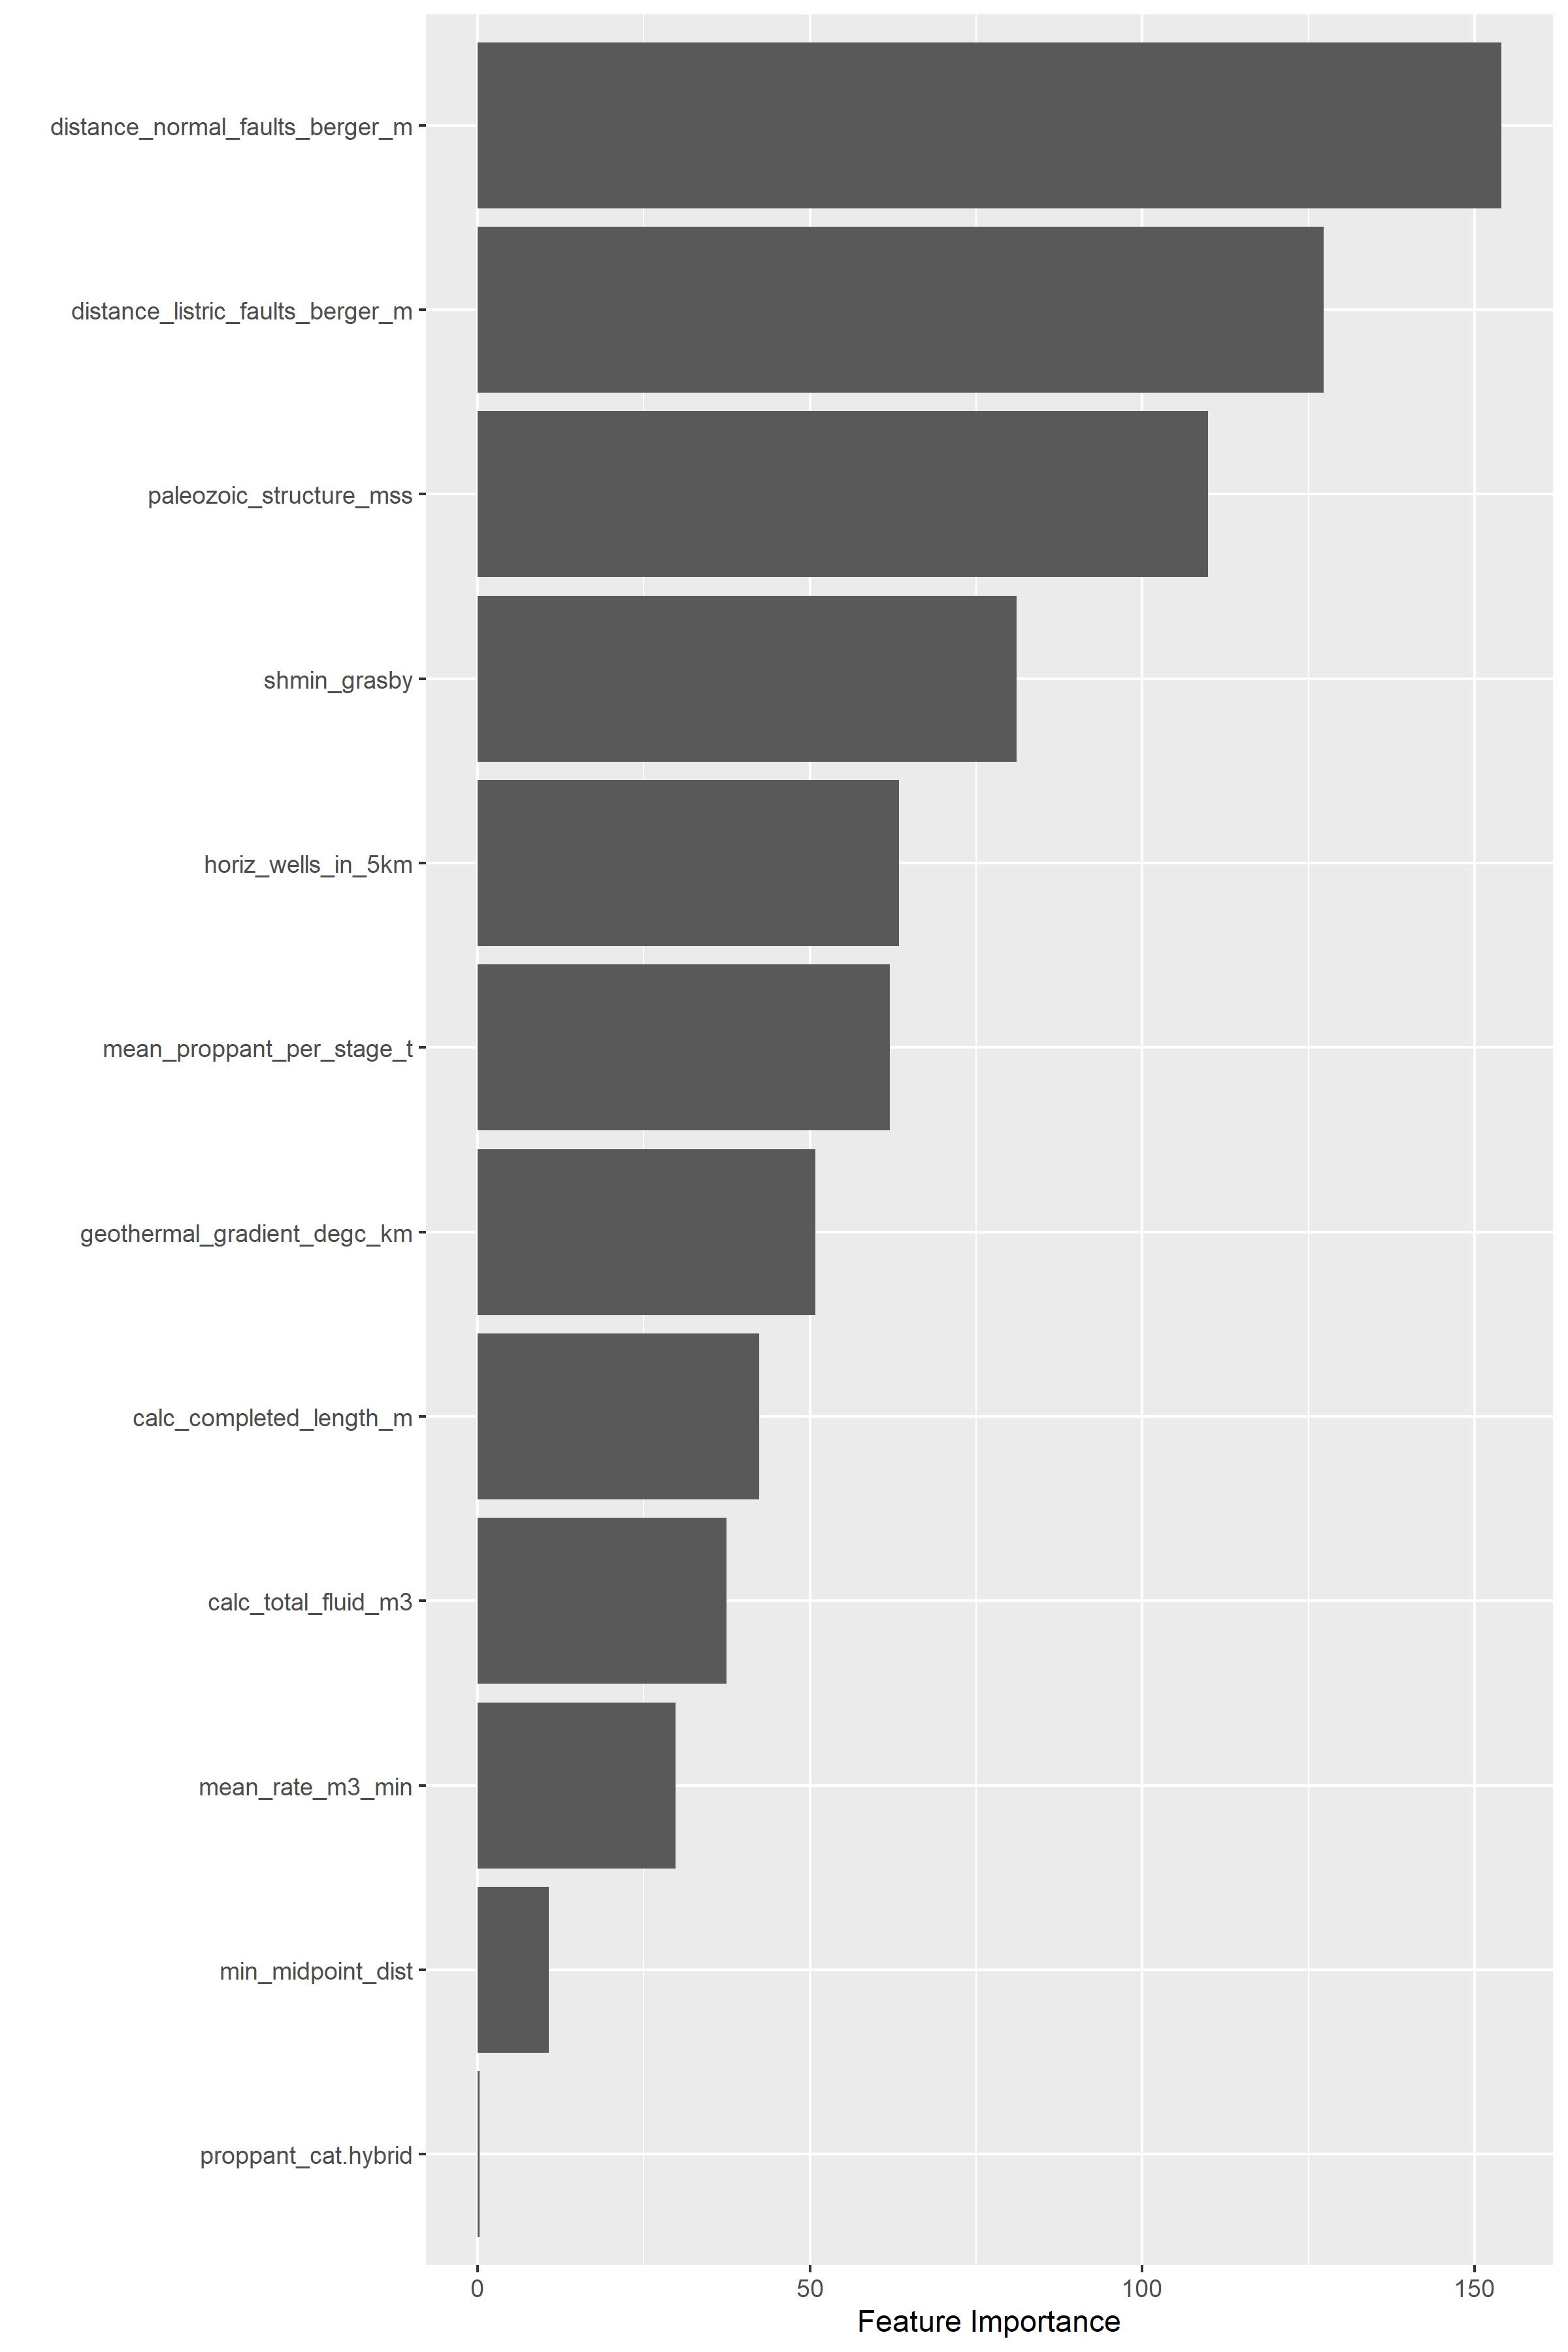 distance_normal_faults_berger_m
distance_listric_faults_berger_m
paleozoic_structure_mss
shmin_grasby
horiz_wells_in_5km
mean_proppant_per_stage_t
geothermal_gradient_degc_km
calc_completed_length_m
calc_total_fluid_m3
mean_rate_m3_min
min_midpoint_dist
proppant_cat.hybrid
0 50 100 150
Feature Importance